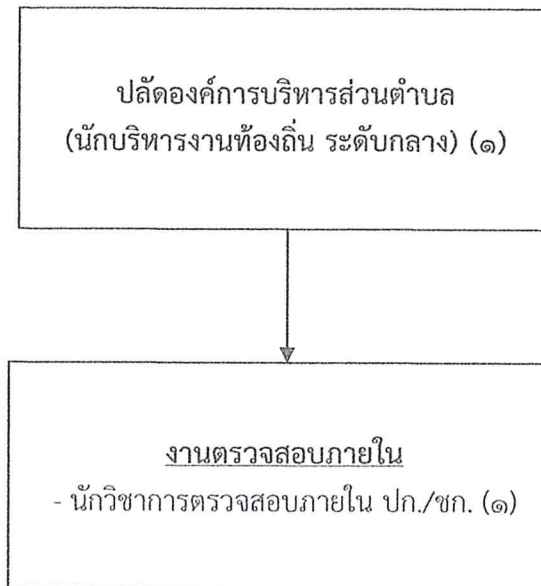 ปลัดองค์การบริหารส่วนตำบล
(นักบริหารงานท้องถิ่น ระดับกลาง) (๑)
งานตรวจสอบภายใน
- นักวิชาการตรวจสอบภายใน ปก./ชก. (๑)